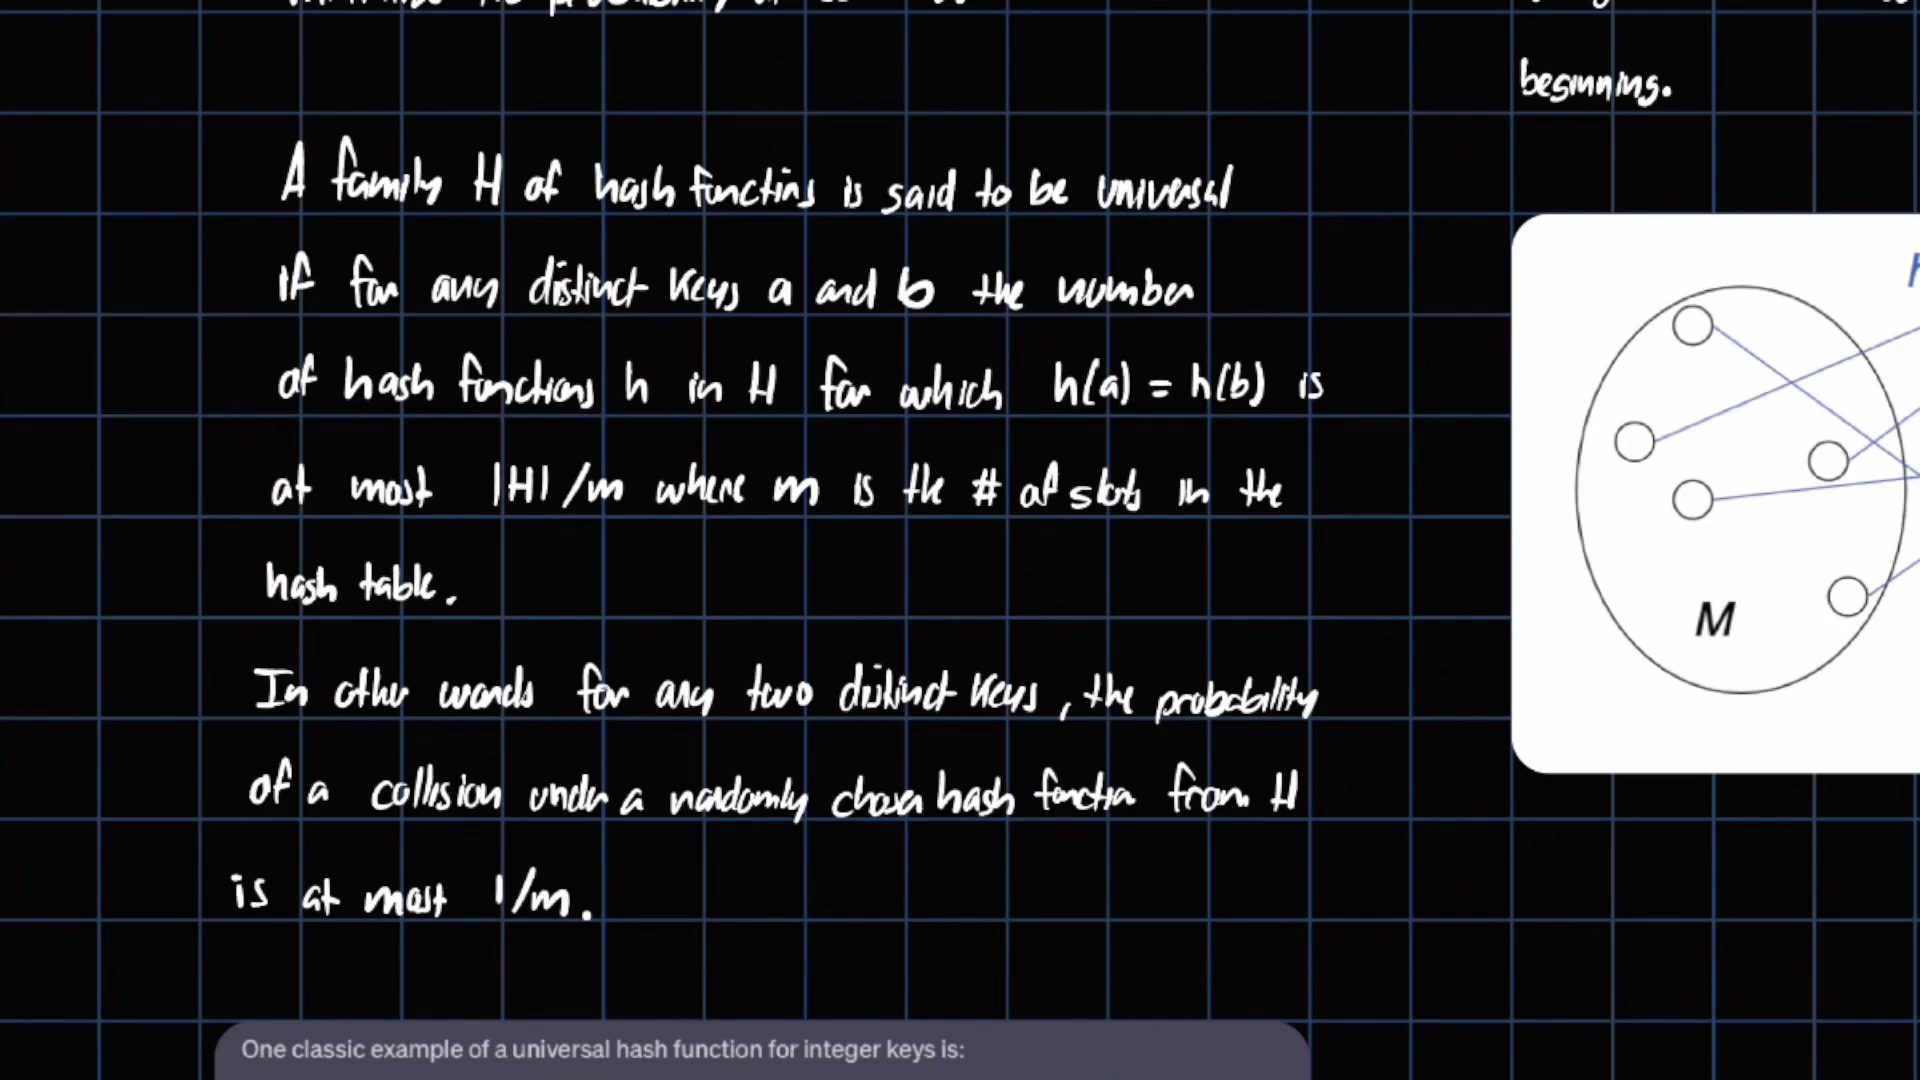 the probability
beginning.
A family H of hash functins is said to be universal
if for any distinct keys a and b the number
of hash functions h in H for which h(a) = h(b) is
at most |H|/m where m is the # of slots in the
hash table.
In other words for any two distinct keys, the probability
of a collision under a randomly chosen hash function from H
is at most 1/m.
M
One classic example of a universal hash function for integer keys is: